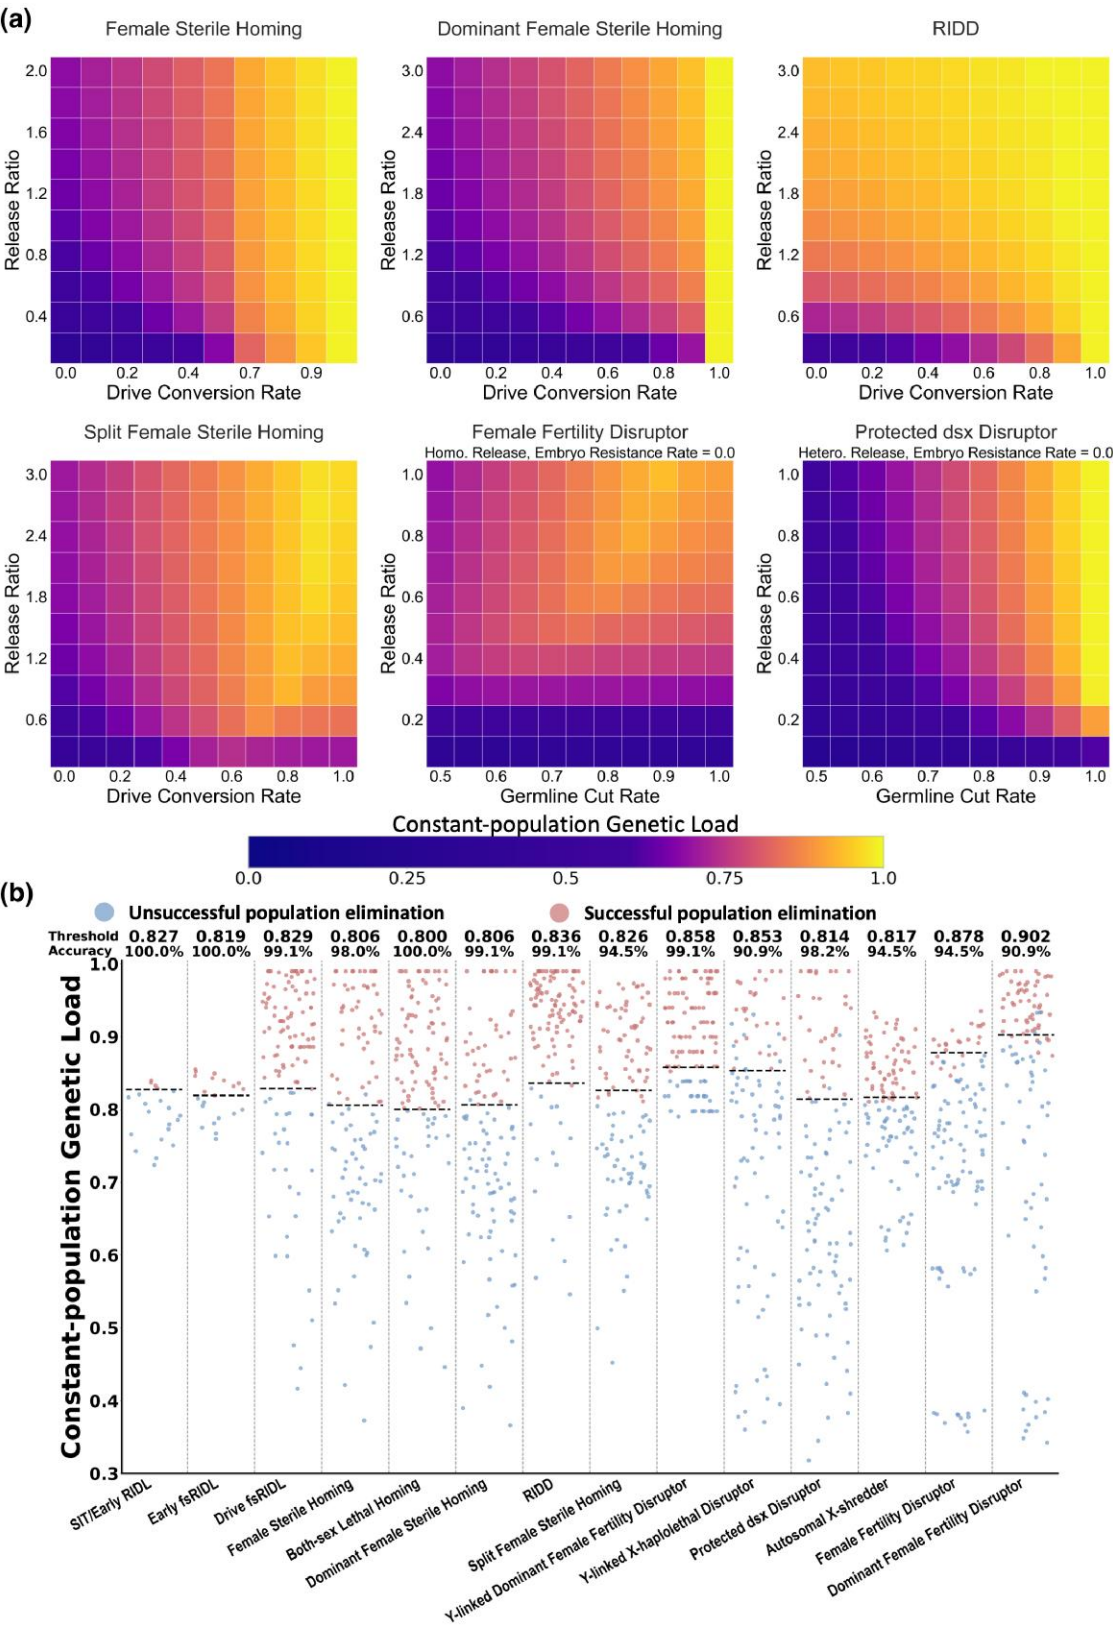 (a)
Female Sterile Homing
Dominant Female Sterile Homing
RIDD
Release Ratio
2.0
1.6
1.2
0.8
0.4
0.0 0.2 0.4 0.7 0.9
Drive Conversion Rate
Release Ratio
3.0
2.4
1.8
1.2
0.6
0.0 0.2 0.4 0.6 0.8 1.0
Drive Conversion Rate
Release Ratio
3.0
2.4
1.8
1.2
0.6
0.0 0.2 0.4 0.6 0.8 1.0
Drive Conversion Rate
Split Female Sterile Homing
Release Ratio
3.0
2.4
1.8
1.2
0.6
0.0 0.2 0.4 0.6 0.8 1.0
Drive Conversion Rate
Female Fertility Disruptor
Homo. Release, Embryo Resistance Rate = 0.0
Release Ratio
1.0
0.8
0.6
0.4
0.2
0.5 0.6 0.7 0.8 0.9 1.0
Germline Cut Rate
Protected dsx Disruptor
Hetero. Release, Embryo Resistance Rate = 0.0
Release Ratio
1.0
0.8
0.6
0.4
0.2
0.5 0.6 0.7 0.8 0.9 1.0
Germline Cut Rate
Constant-population Genetic Load
0.0 0.25 0.5 0.75 1.0
(b)
Unsuccessful population elimination
Successful population elimination
Threshold 0.827 0.819 0.829 0.806 0.800 0.806 0.836 0.826 0.858 0.853 0.814 0.817 0.878 0.902
Accuracy 100.0% 100.0% 99.1% 98.0% 100.0% 99.1% 99.1% 94.5% 99.1% 90.9% 98.2% 94.5% 94.5% 90.9%
Constant-population Genetic Load
1.0
0.9
0.8
0.7
0.6
0.5
0.4
0.3
SIT/Early RIDL
Early fsRIDL
Drive fsRIDL
Female Sterile Homing
Both-sex Lethal Homing
Dominant Female Sterile Homing
RIDD
Split Female Sterile Homing
Y-linked Dominant Female Fertility Disruptor
Y-linked X-haplolethal Disruptor
Protected dsx Disruptor
Autosomal X-shredder
Female Fertility Disruptor
Dominant Female Fertility Disruptor